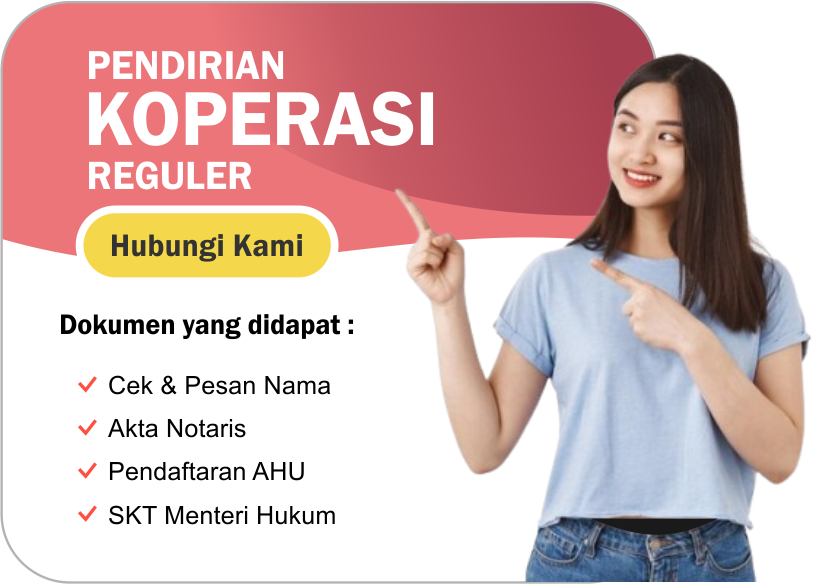 PENDIRIAN
KOPERASI
REGULER
Hubungi Kami
Dokumen yang didapat :
Cek & Pesan Nama
Akta Notaris
Pendaftaran AHU
SKT Menteri Hukum